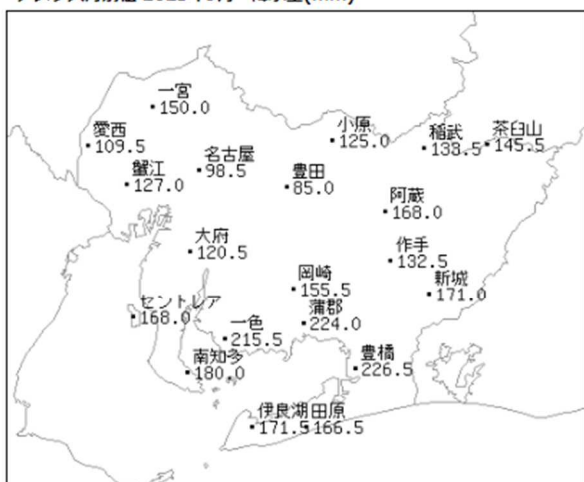 一宮
150.0
小原
125.0
稲武
138.5
茶臼山
145.5
愛西
109.5
名古屋
98.5
蟹江
127.0
豊田
85.0
阿蔵
168.0
大府
120.5
作手
132.5
岡崎
155.5
新城
171.0
セントレア
168.0
蒲郡
224.0
一色
215.5
南知多
180.0
豊橋
226.5
伊良湖 田原
171.5 166.5